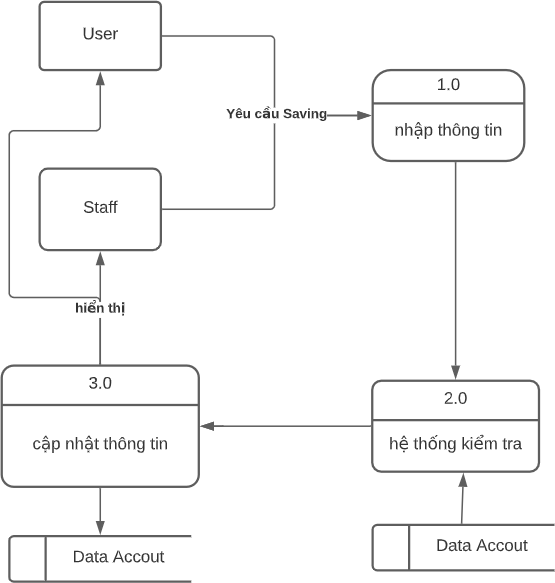 User
1.0
Yêu cầu Saving
nhập thông tin
Staff
hiển thị
3.0
2.0
cập nhật thông tin
hệ thống kiểm tra
Data Accout
Data Accout